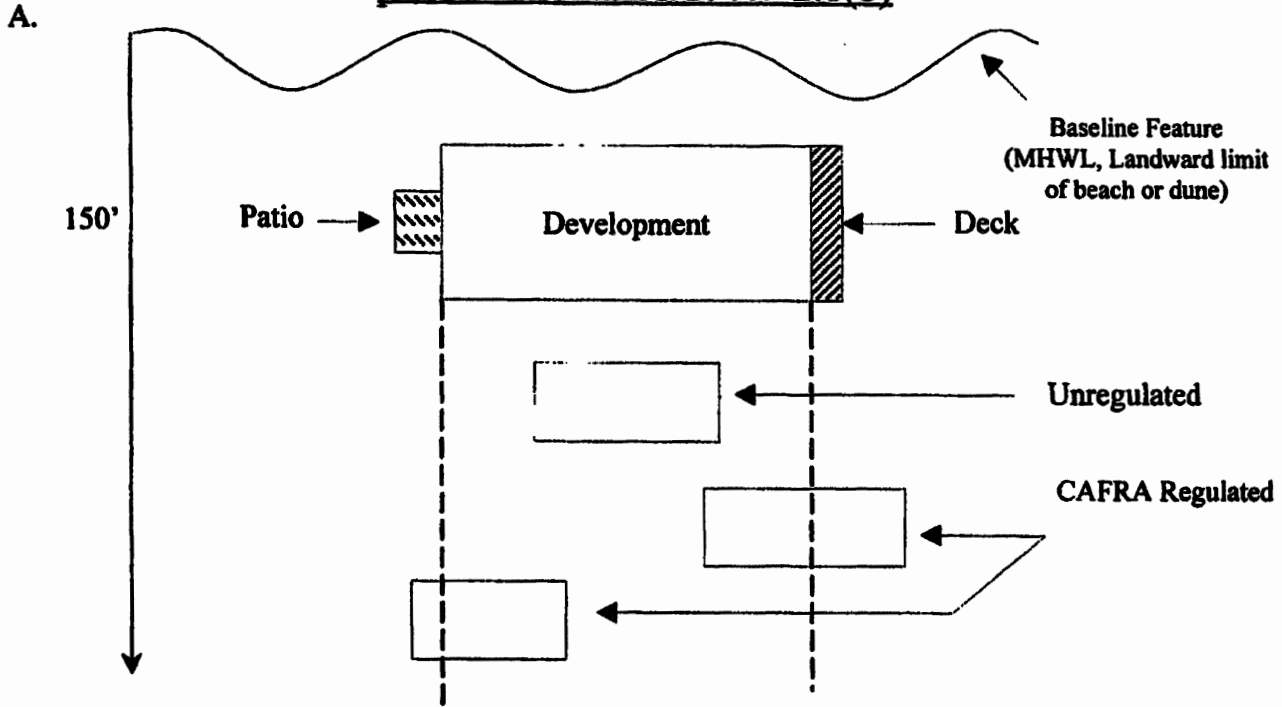 A.
Baseline Feature
(MHWL, Landward limit
of beach or dune)
150'
Patio
Development
Deck
Unregulated
CAFRA Regulated